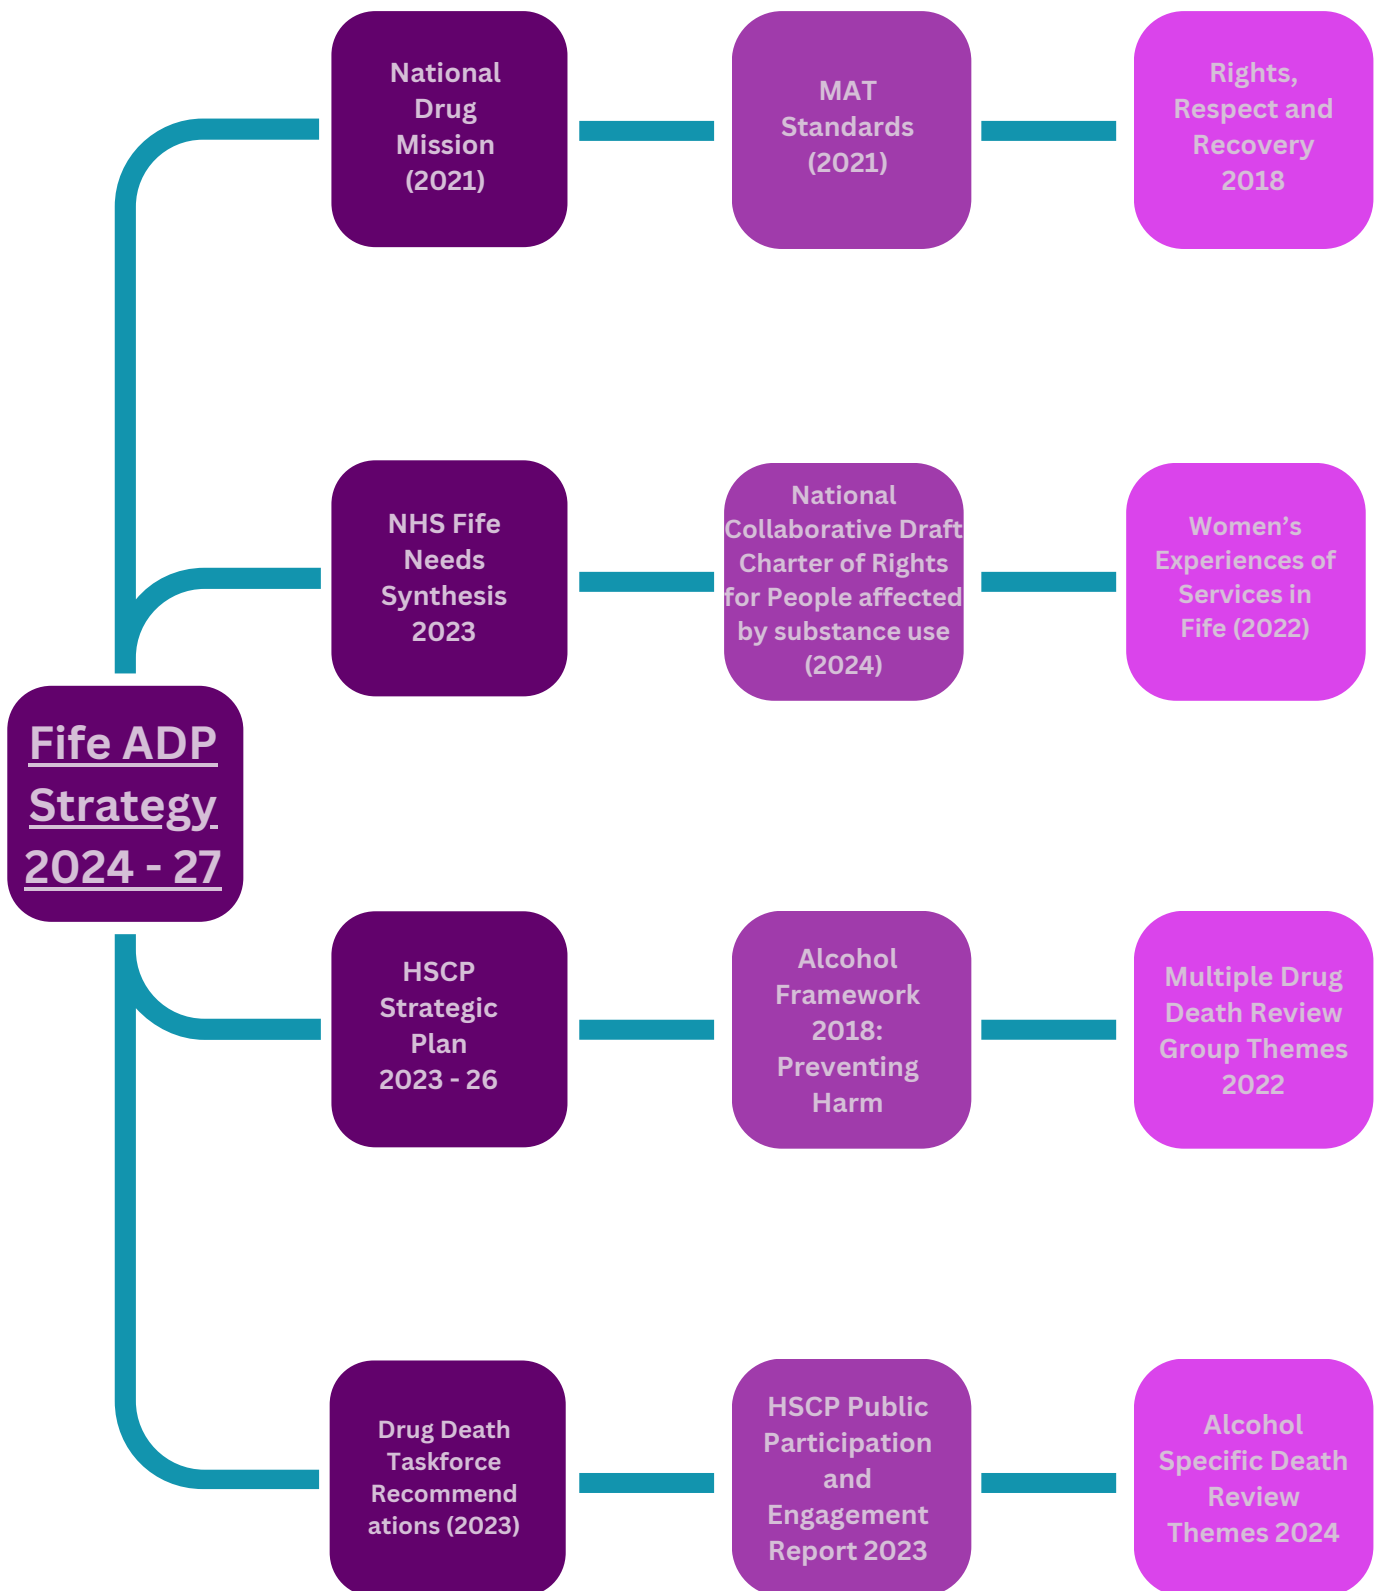 National
Drug
Mission
(2021)
MAT
Standards
(2021)
Rights,
Respect and
Recovery
2018
NHS Fife
Needs
Synthesis
2023
National
Collaborative Draft
Charter of Rights
for People affected
by substance use
(2024)
Women’s
Experiences of
Services in
Fife (2022)
Fife ADP
Strategy
2024 - 27
HSCP
Strategic
Plan
2023 - 26
Alcohol
Framework
2018:
Preventing
Harm
Multiple Drug
Death Review
Group Themes
2022
Drug Death
Taskforce
Recommend
ations (2023)
HSCP Public
Participation
and
Engagement
Report 2023
Alcohol
Specific Death
Review
Themes 2024